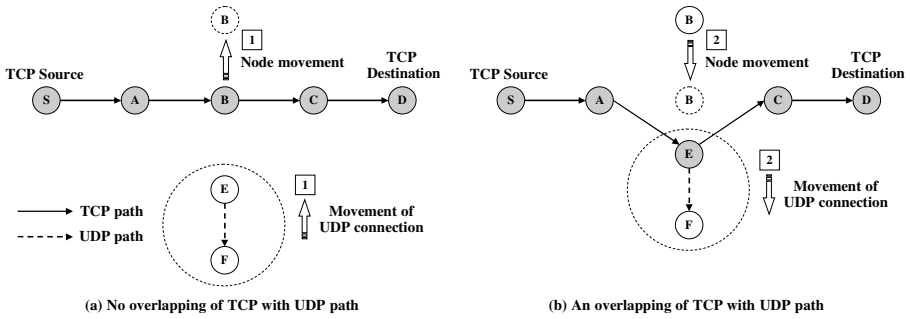 B
1
Node movement
TCP Source
TCP
Destination
S
A
B
C
D
E
1
Movement of
UDP connection
F
TCP path
UDP path
(a) No overlapping of TCP with UDP path
B
2
Node movement
TCP Source
TCP
Destination
S
A
B
C
D
E
2
Movement of
UDP connection
F
(b) An overlapping of TCP with UDP path